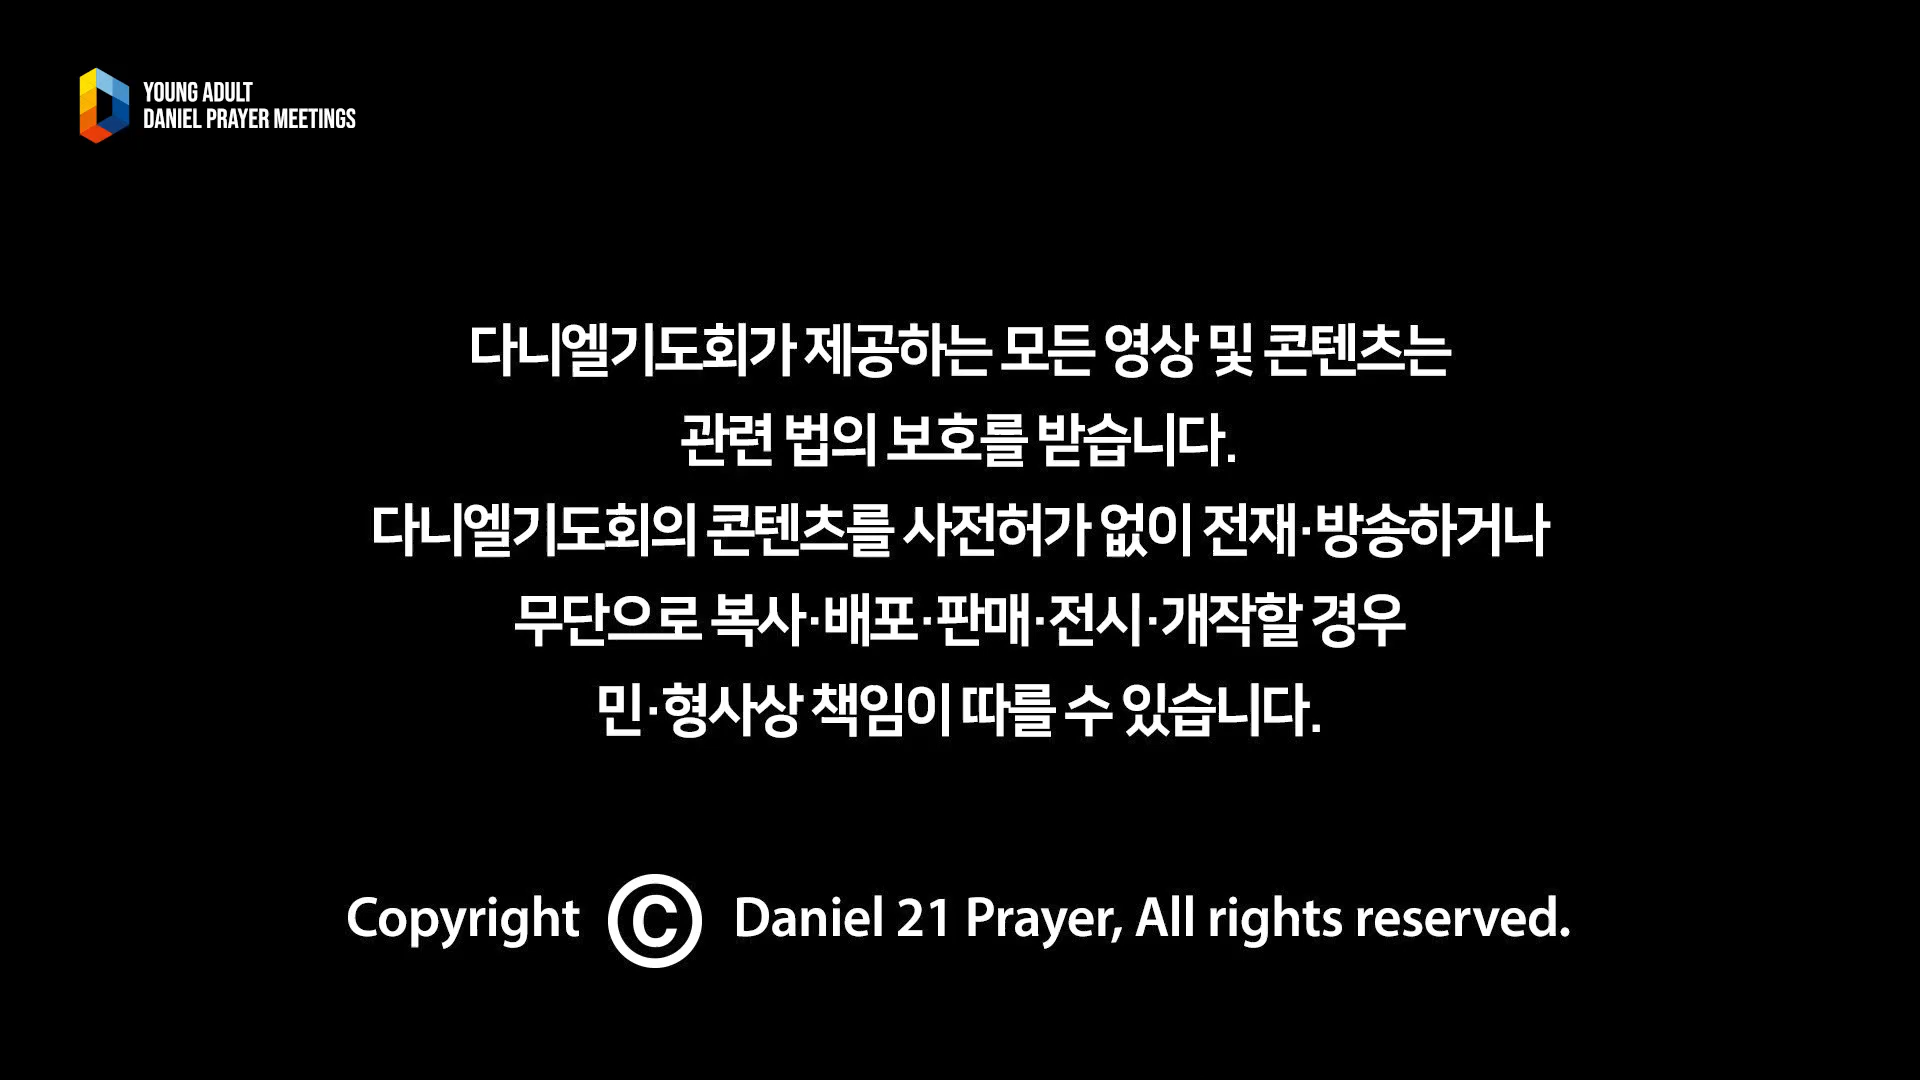 YOUNG ADULT
DANIEL PRAYER MEETINGS
다니엘기도회가 제공하는 모든 영상 및 콘텐츠는
관련 법의 보호를 받습니다.
다니엘기도회의 콘텐츠를 사전허가 없이 전재·방송하거나
무단으로 복사·배포·판매·전시·개작할 경우
민·형사상 책임이 따를 수 있습니다.
Copyright © Daniel 21 Prayer, All rights reserved.